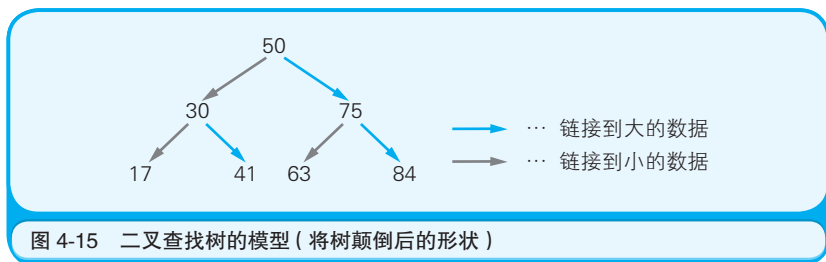 50
30 75
… 链接到大的数据
… 链接到小的数据
17 41 63 84
图 4-15 二叉查找树的模型（将树颠倒后的形状）